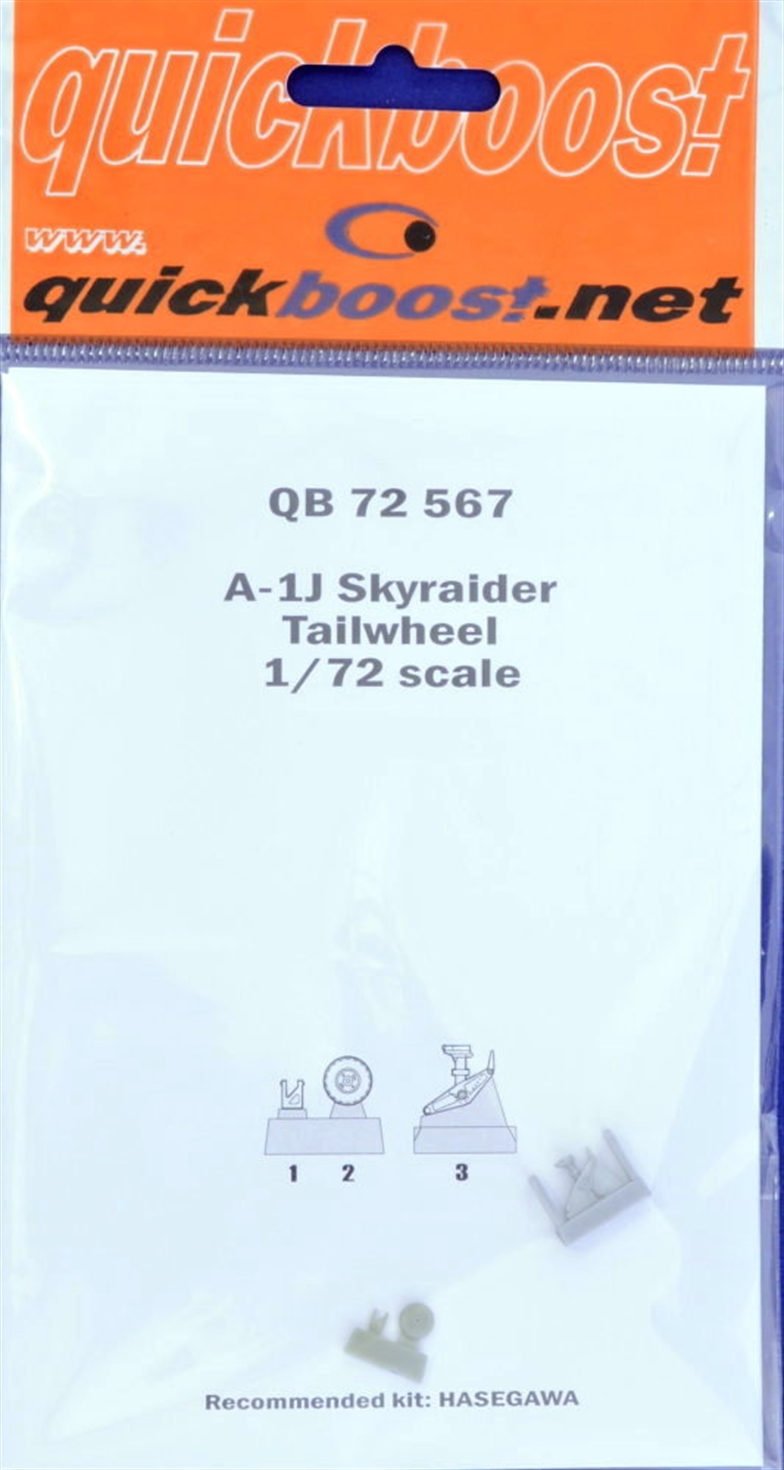 quickboost
www.
quickboost.net
QB 72 567
A-1J Skyraider
Tailwheel
1/72 scale
1 2 3
Recommended kit: HASEGAWA